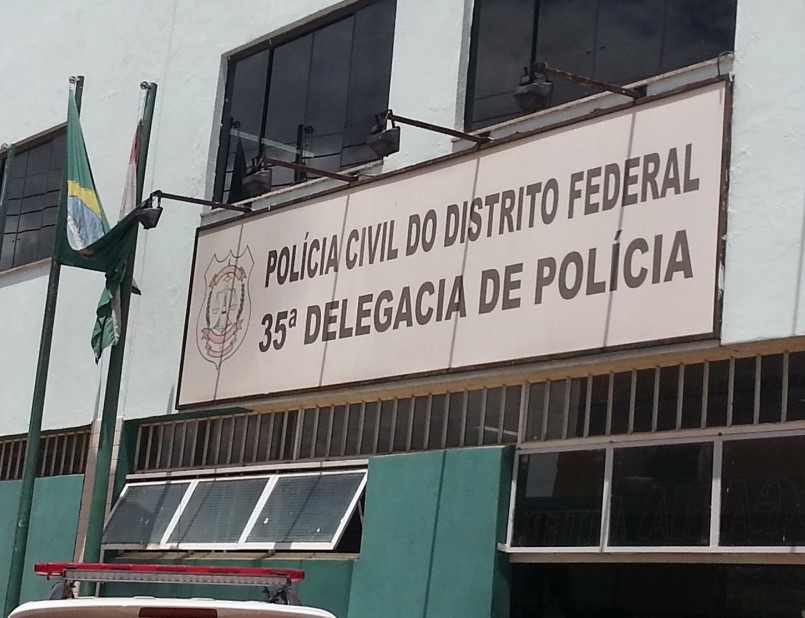 POLÍCIA CIVIL DO DISTRITO FEDERAL
35ª DELEGACIA DE POLÍCIA